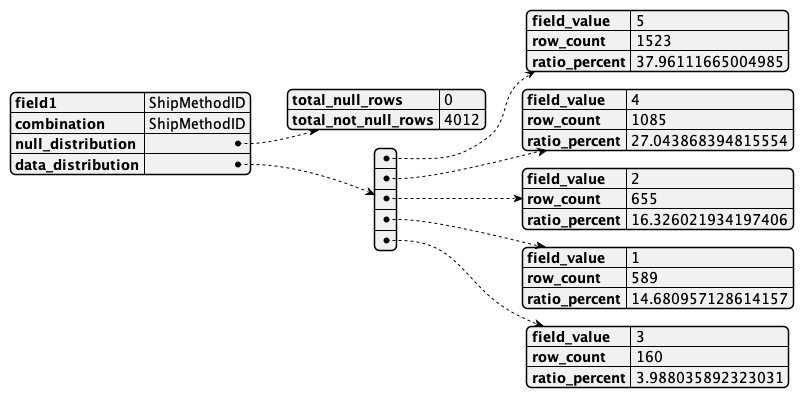 field1 ShipMethodID
combination ShipMethodID
null_distribution
data_distribution
total_null_rows 0
total_not_null_rows 4012
field_value 5
row_count 1523
ratio_percent 37.96111665004985
field_value 4
row_count 1085
ratio_percent 27.043868394815554
field_value 2
row_count 655
ratio_percent 16.326021934197406
field_value 1
row_count 589
ratio_percent 14.680957128614157
field_value 3
row_count 160
ratio_percent 3.988035892323031